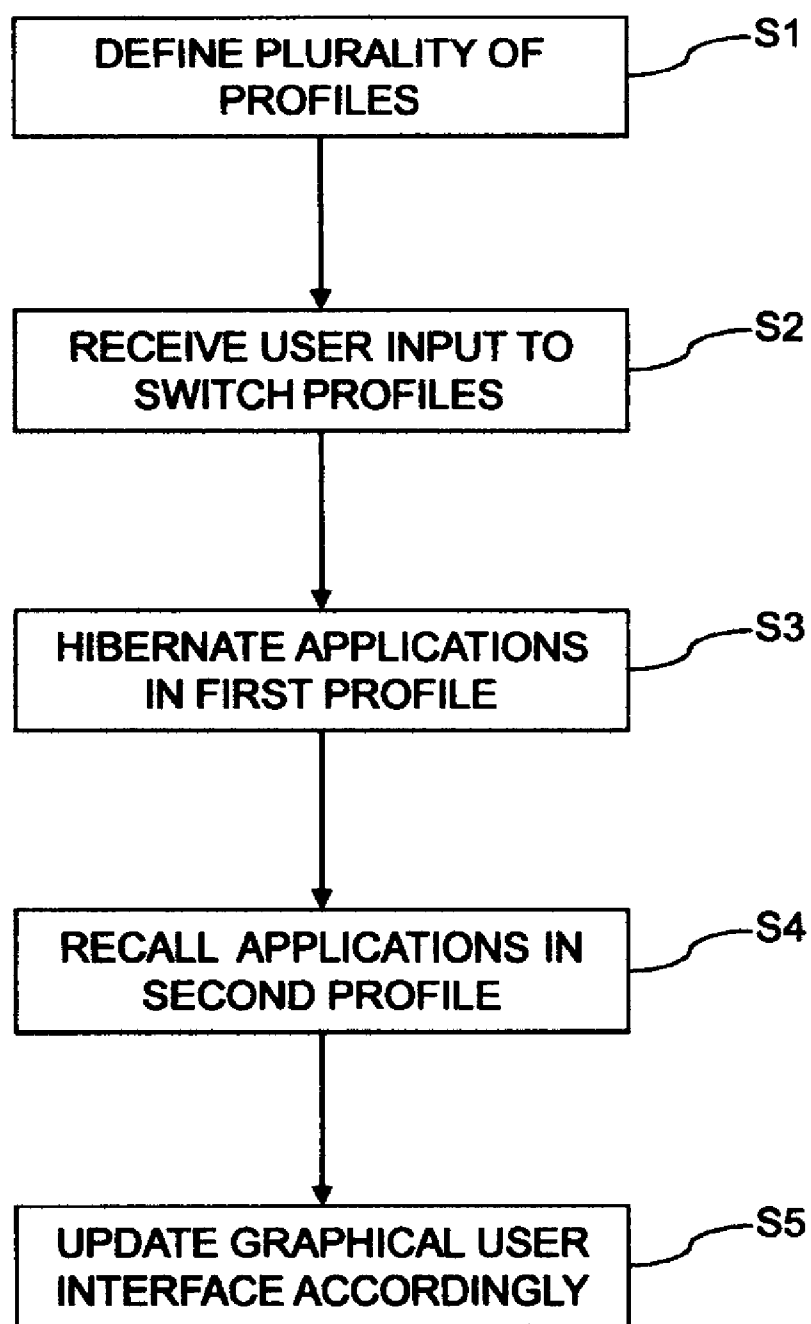 DEFINE PLURALITY OF
PROFILES
S1
RECEIVE USER INPUT TO
SWITCH PROFILES
S2
HIBERNATE APPLICATIONS
IN FIRST PROFILE
S3
RECALL APPLICATIONS IN
SECOND PROFILE
S4
UPDATE GRAPHICAL USER
INTERFACE ACCORDINGLY
S5